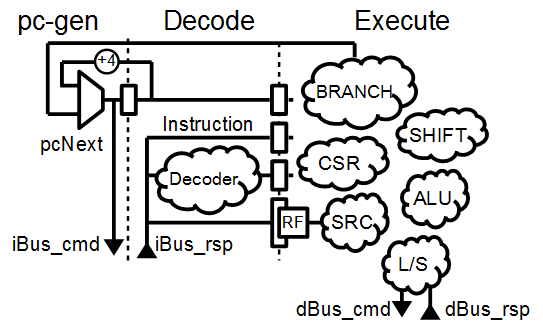 pc-gen Decode Execute
+4
BRANCH
pcNext
Instruction
SHIFT
CSR
Decoder
ALU
RF
SRC
iBus_cmd
iBus_rsp
L/S
dBus_cmd
dBus_rsp